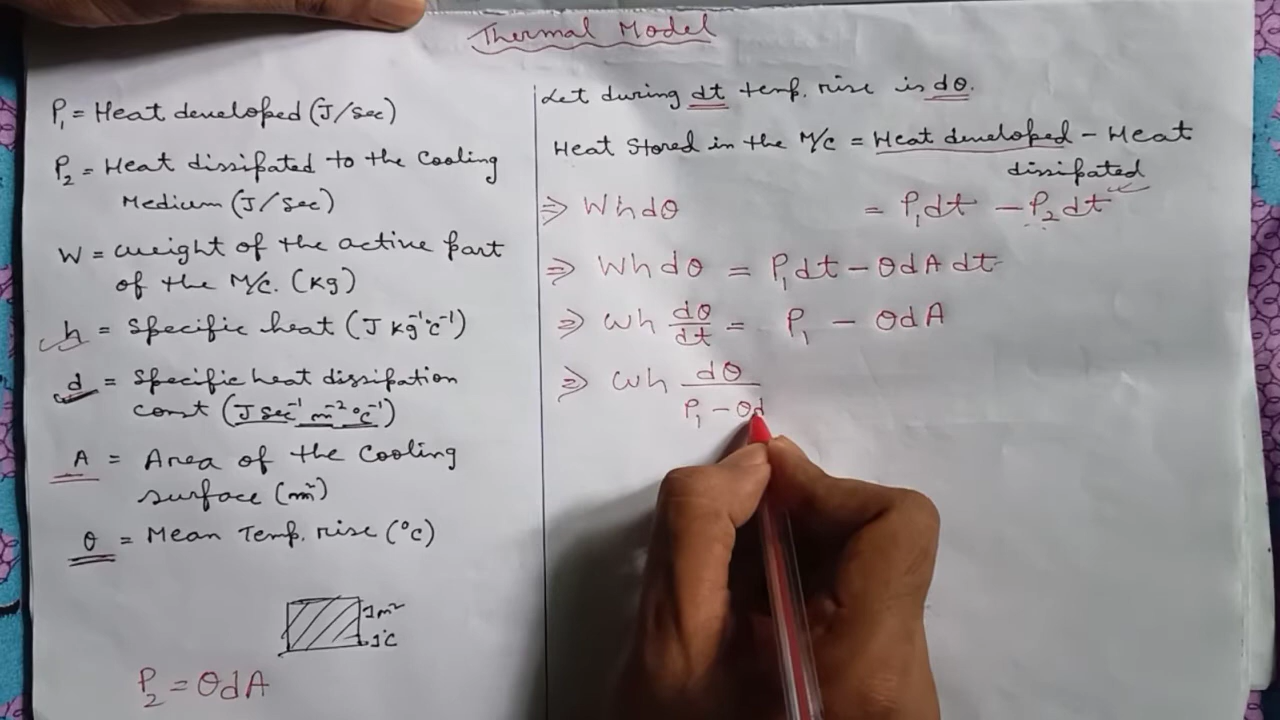 Thermal Model
P₁ = Heat developed (J/sec)
P₂ = Heat dissipated to the cooling
Medium (J/sec)
W = weight of the active part
of the M/c. (Kg)
h = Specific heat (J Kg⁻¹ °C⁻¹)
d = Specific heat dissipation
const (J sec⁻¹ m⁻² °C⁻¹)
A = Area of the cooling
surface (m²)
θ = Mean Temp. rise (°C)
1m²
1°C
P₂ = θdA
Let during dt temp. rise is dθ.
Heat Stored in the M/c = Heat developed - Heat
dissipated
⇒ Whdθ = P₁dt - P₂dt
⇒ Whdθ = P₁dt - θdAdt
⇒ Wh dθ/dt = P₁ - θdA
⇒ Wh dθ/P₁ - θd